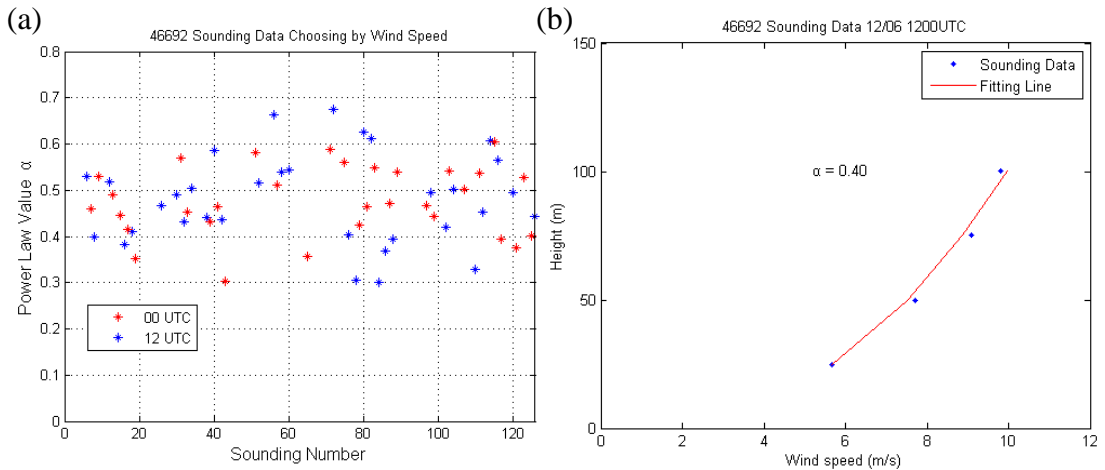 (a)
46692 Sounding Data Choosing by Wind Speed
Power Law Value α
0.8
0.7
0.6
0.5
0.4
0.3
0.2
0.1
0
00 UTC
12 UTC
0 20 40 60 80 100 120
Sounding Number
(b)
46692 Sounding Data 12/06 1200UTC
Height (m)
150
100
50
0
Sounding Data
Fitting Line
α = 0.40
0 2 4 6 8 10 12
Wind speed (m/s)